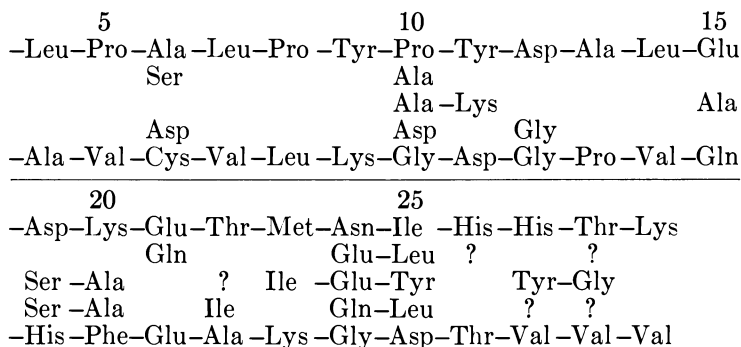 5 10 15
–Leu–Pro–Ala–Leu–Pro–Tyr–Pro–Tyr–Asp–Ala–Leu–Glu
Ser Ala
Ala–Lys Ala
Asp Asp Gly
–Ala–Val–Cys–Val–Leu–Lys–Gly–Asp–Gly–Pro–Val–Gln
20 25
–Asp–Lys–Glu–Thr–Met–Asn–Ile–His–His–Thr–Lys
Gln Glu–Leu ? ?
Ser–Ala ? Ile –Glu–Tyr Tyr–Gly
Ser–Ala Ile Gln–Leu ? ?
–His–Phe–Glu–Ala–Lys–Gly–Asp–Thr–Val–Val–Val